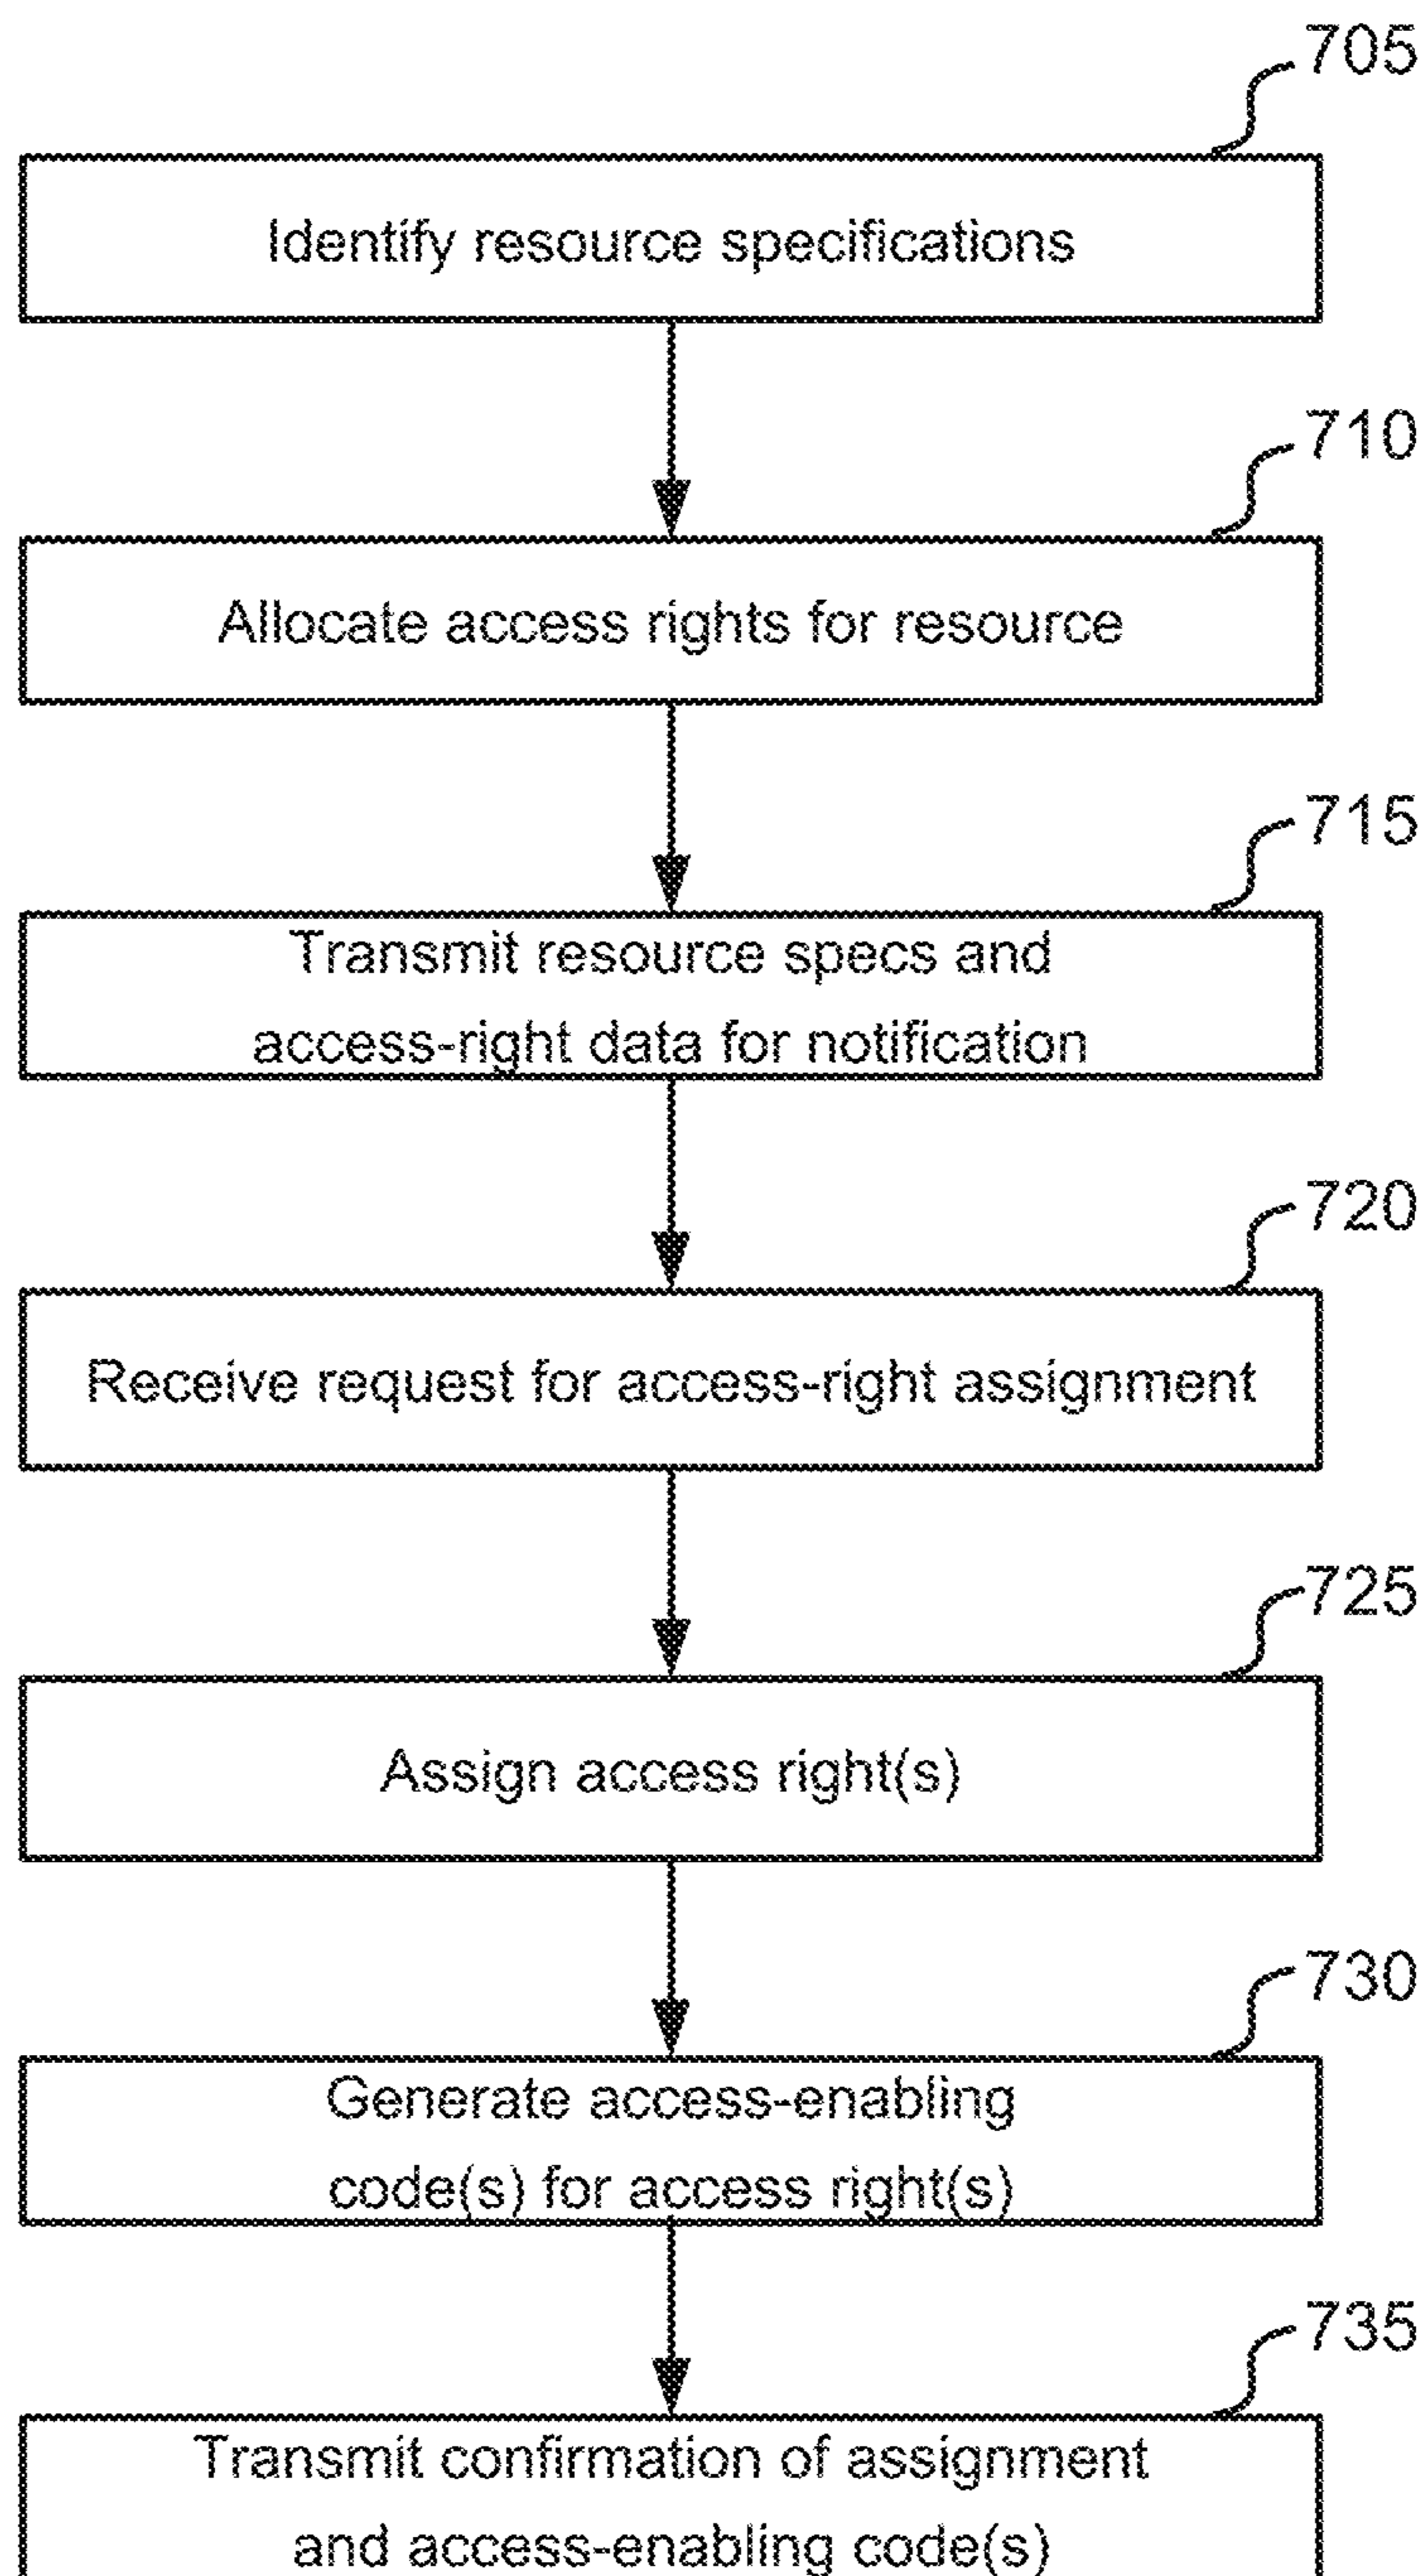 705
Identify resource specifications
710
Allocate access rights for resource
715
Transmit resource specs and
access-right data for notification
720
Receive request for access-right assignment
725
Assign access right(s)
730
Generate access-enabling
code(s) for access right(s)
735
Transmit confirmation of assignment
and access-enabling code(s)